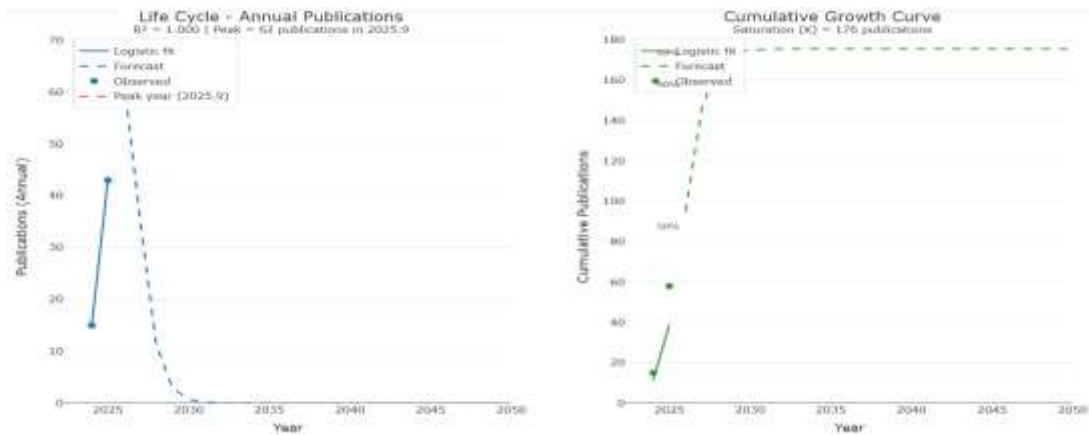 Life Cycle - Annual Publications
R² = 1.000 | Peak = 62 publications in 2025.9
70
60
50
40
30
20
10
0
Publications (Annual)
Logistic fit
Forecast
Observed
Peak year (2025.9)
2025
2030
2035
2040
2045
2050
Year
Cumulative Growth Curve
Saturation (K) = 176 publications
180
160
140
120
100
80
60
40
20
0
Cumulative Publications
Logistic fit
Forecast
Observed
90%
50%
2025
2030
2035
2040
2045
2050
Year